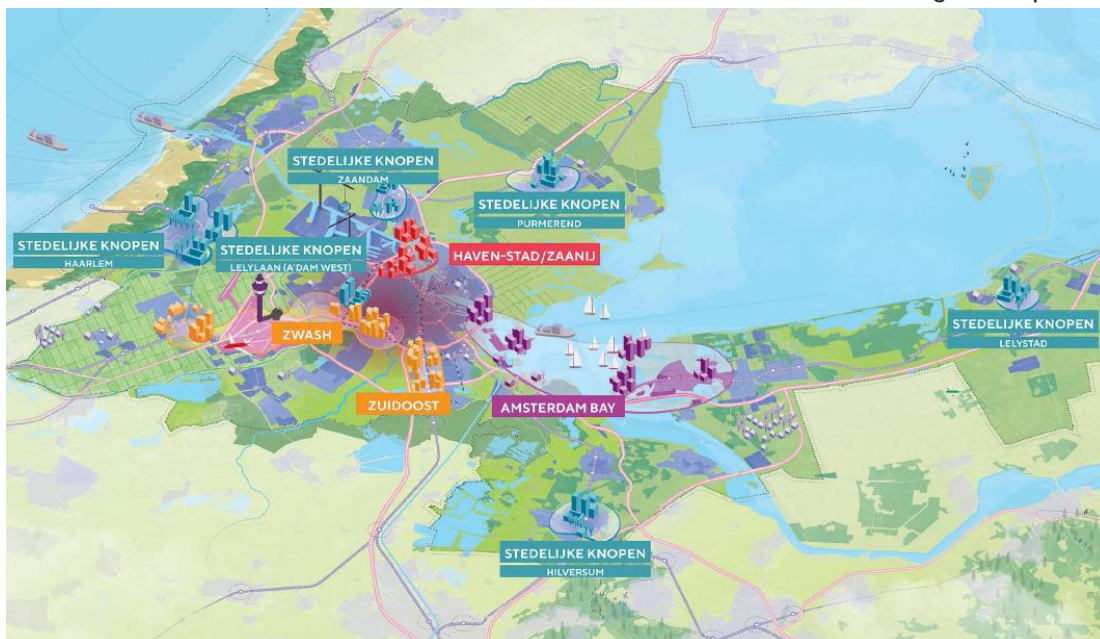 STEDELIJKE KNOPEN
ZAANDAM
STEDELIJKE KNOPEN
PURMEREND
STEDELIJKE KNOPEN
HAARLEM
STEDELIJKE KNOPEN
LELYLAAN (A'DAM WEST)
HAVEN-STAD/ZAANIJ
STEDELIJKE KNOPEN
LELYSTAD
ZWASH
ZUIDOOST
AMSTERDAM BAY
STEDELIJKE KNOPEN
HILVERSUM